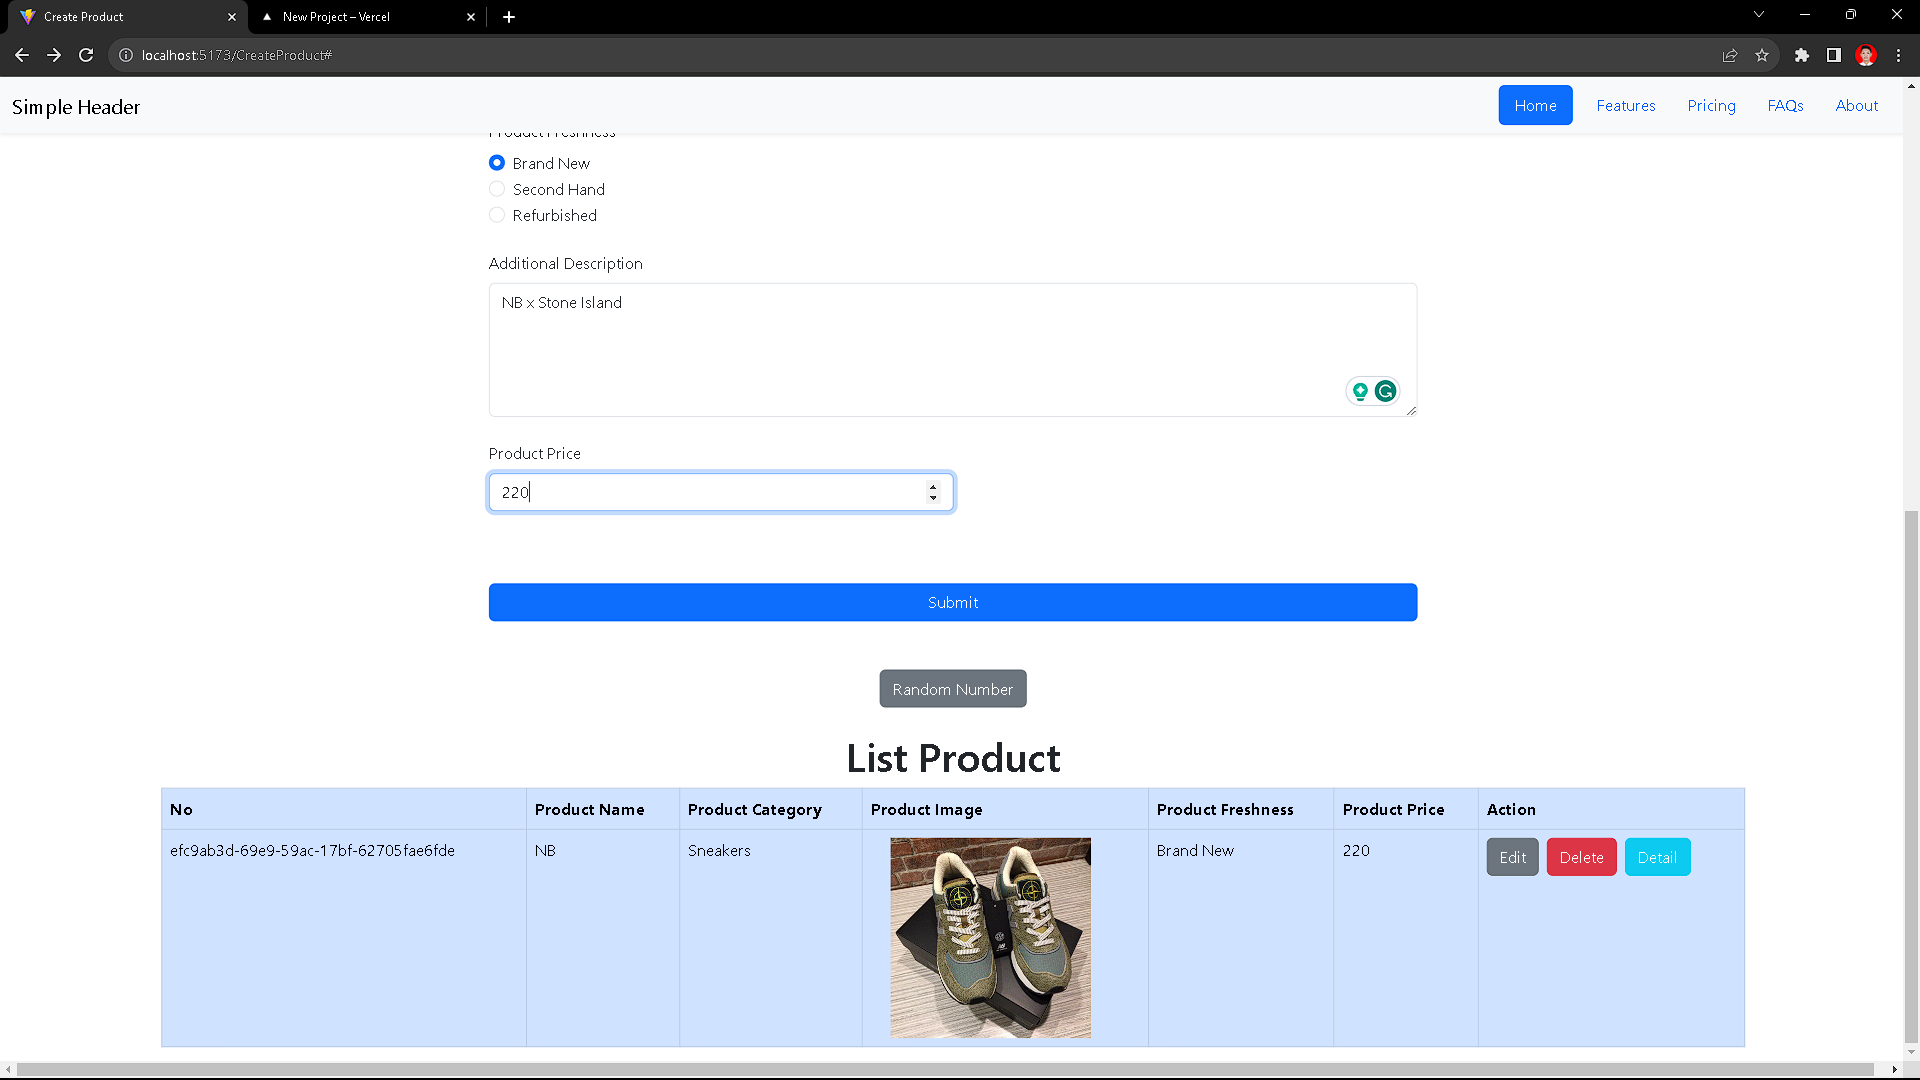 Create Product
New Project – Vercel
localhost:5173/CreateProduct#
Simple Header
Home
Features
Pricing
FAQs
About
Product Freshness
Brand New
Second Hand
Refurbished
Additional Description
NB x Stone Island
Product Price
220
Submit
Random Number
List Product
No
Product Name
Product Category
Product Image
Product Freshness
Product Price
Action
efc9ab3d-69e9-59ac-17bf-62705fae6fde
NB
Sneakers
Brand New
220
Edit
Delete
Detail